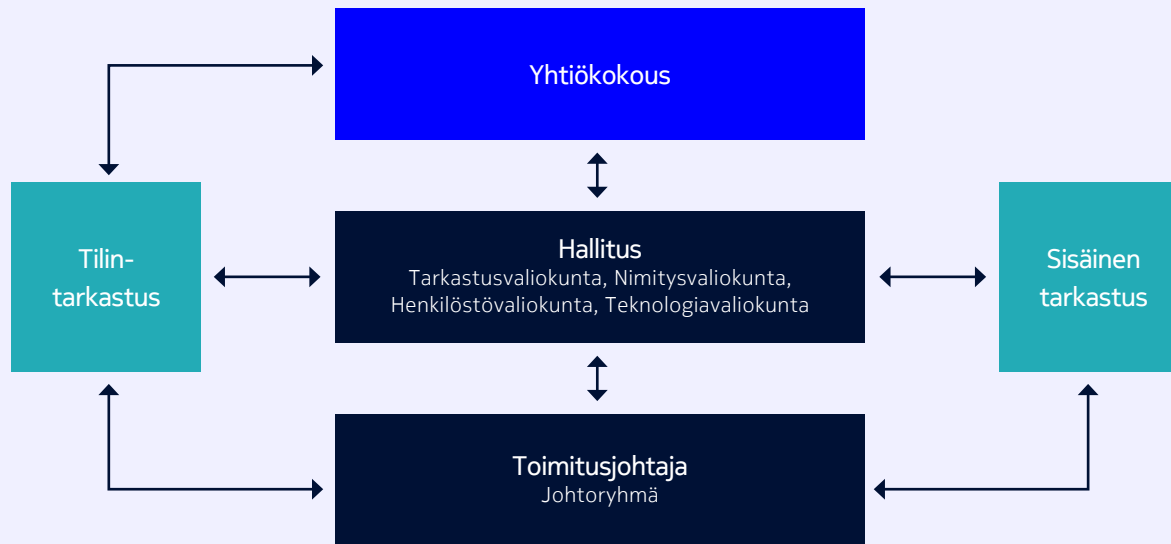 Yhtiökokous
Tilin-
tarkastus
Hallitus
Tarkastusvaliokunta, Nimitysvaliokunta,
Henkilöstövaliokunta, Teknologiavaliokunta
Sisäinen
tarkastus
Toimitusjohtaja
Johtoryhmä